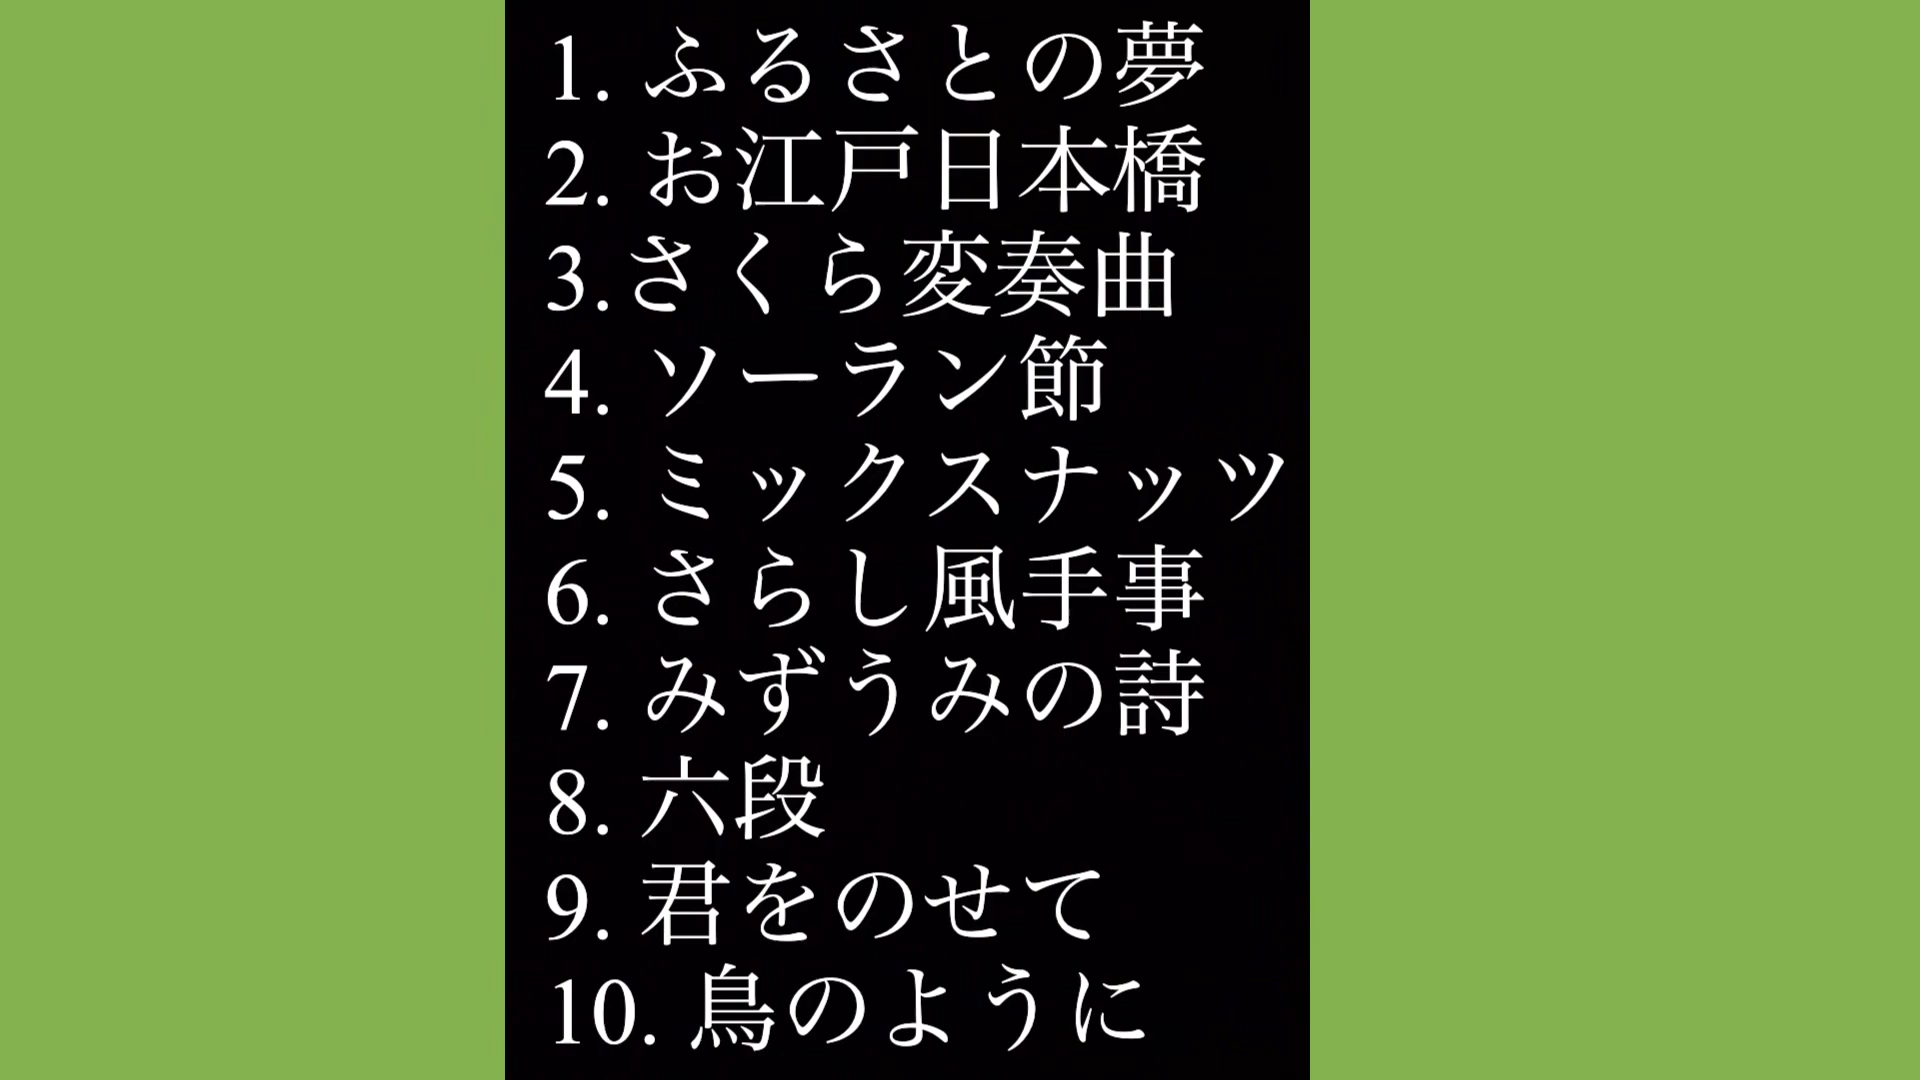 1. ふるさとの夢
2. お江戸日本橋
3. さくら変奏曲
4. ソーラン節
5. ミックスナッツ
6. さらし風手事
7. みずうみの詩
8. 六段
9. 君をのせて
10. 鳥のように